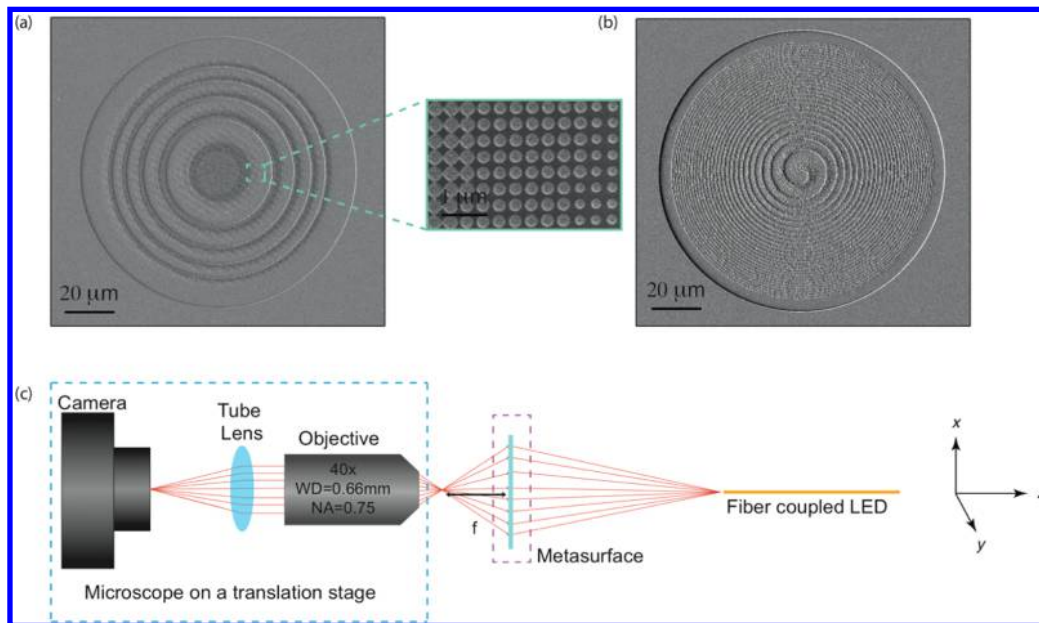 (a)
(b)
1 μm
20 μm
20 μm
(c)
Camera
Tube
Lens
Objective
40x
WD=0.66mm
NA=0.75
f
Metasurface
Fiber coupled LED
Microscope on a translation stage
x
y